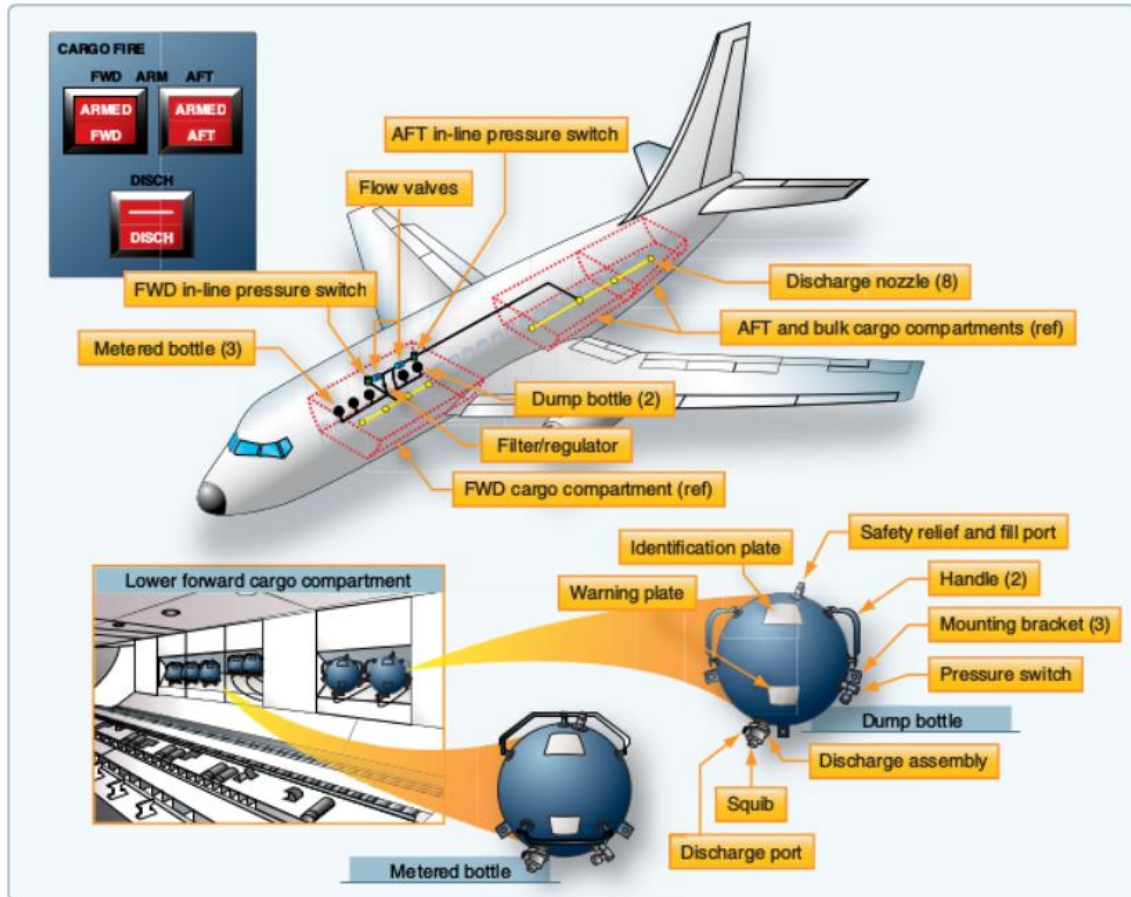 CARGO FIRE
FWD ARM AFT
ARMED
FWD
ARMED
AFT
DISCH
DISCH
AFT in-line pressure switch
Flow valves
FWD in-line pressure switch
Metered bottle (3)
Discharge nozzle (8)
AFT and bulk cargo compartments (ref)
Dump bottle (2)
Filter/regulator
FWD cargo compartment (ref)
Lower forward cargo compartment
Identification plate
Warning plate
Safety relief and fill port
Handle (2)
Mounting bracket (3)
Pressure switch
Dump bottle
Discharge assembly
Squib
Discharge port
Metered bottle